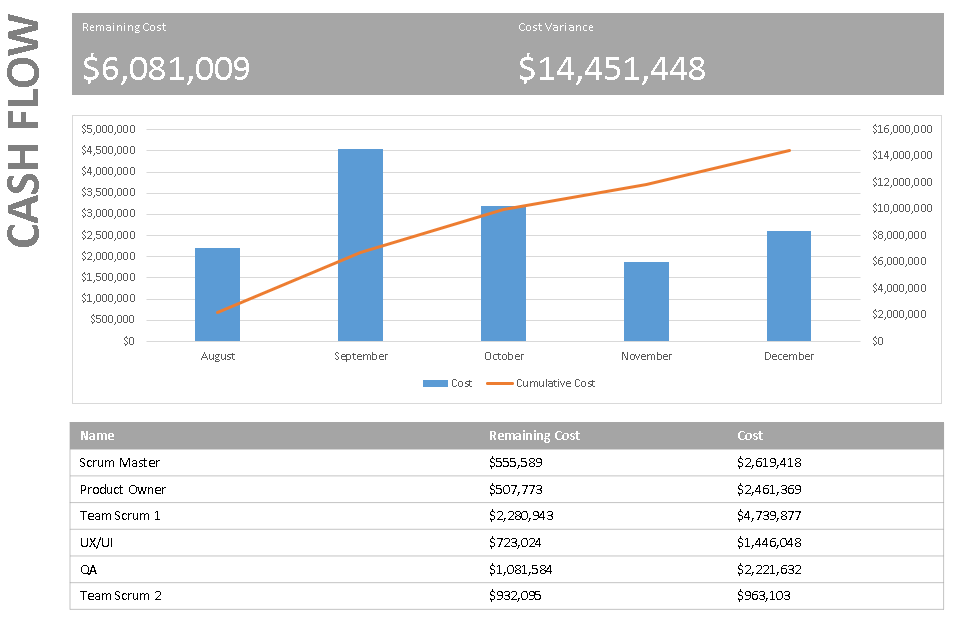 CASH FLOW
Remaining Cost Cost Variance
$6,081,009 $14,451,448
$5,000,000 $16,000,000
$4,500,000 $14,000,000
$4,000,000 $12,000,000
$3,500,000 $10,000,000
$3,000,000 $8,000,000
$2,500,000 $6,000,000
$2,000,000 $4,000,000
$1,500,000 $2,000,000
$1,000,000 $0
$500,000
$0
August September October November December
Cost Cumulative Cost
Name Remaining Cost Cost
Scrum Master $555,589 $2,619,418
Product Owner $507,773 $2,461,369
Team Scrum 1 $2,280,943 $4,739,877
UX/UI $723,024 $1,446,048
QA $1,081,584 $2,221,632
Team Scrum 2 $932,095 $963,103